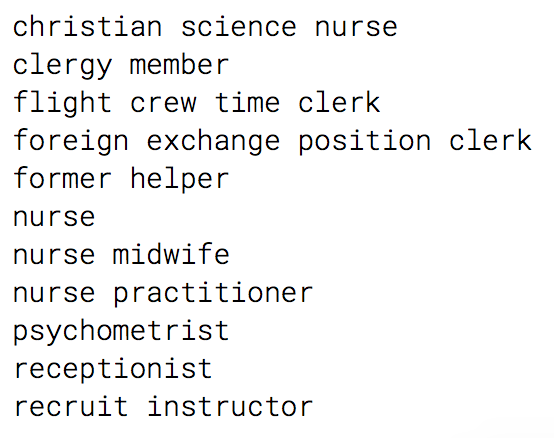 christian science nurse
clergy member
flight crew time clerk
foreign exchange position clerk
former helper
nurse
nurse midwife
nurse practitioner
psychometrist
receptionist
recruit instructor